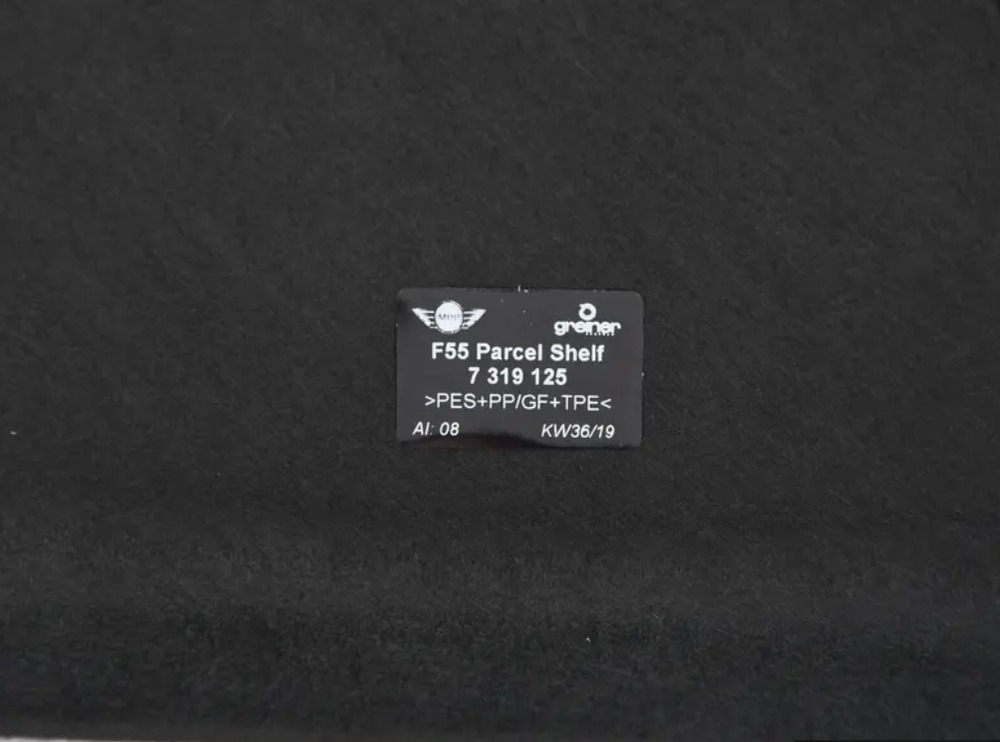 MINI
greiner
F55 Parcel Shelf
7 319 125
>PES+PP/GF+TPE<
AI: 08 KW36/19